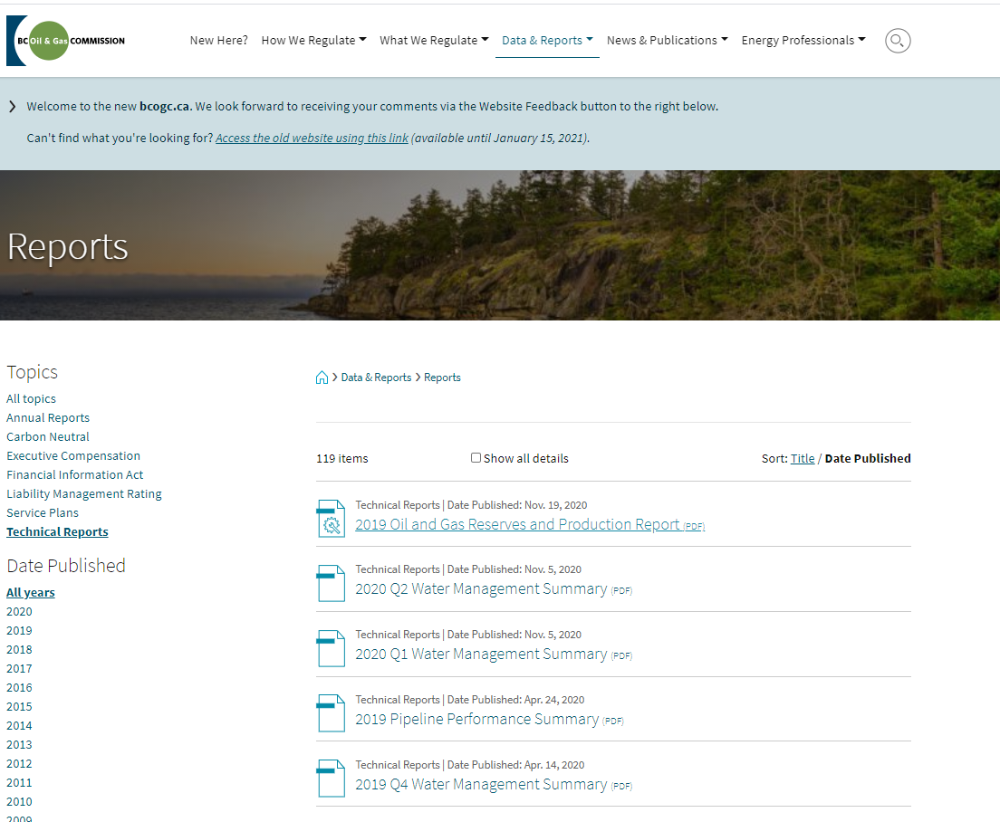 BC Oil & Gas COMMISSION
New Here? How We Regulate What We Regulate Data & Reports News & Publications Energy Professionals
Welcome to the new bcogc.ca. We look forward to receiving your comments via the Website Feedback button to the right below.
Can't find what you're looking for? Access the old website using this link (available until January 15, 2021).
Reports
Topics
All topics
Annual Reports
Carbon Neutral
Executive Compensation
Financial Information Act
Liability Management Rating
Service Plans
Technical Reports
Date Published
All years
2020
2019
2018
2017
2016
2015
2014
2013
2012
2011
2010
2009
Data & Reports Reports
119 items Show all details Sort: Title / Date Published
Technical Reports | Date Published: Nov. 19, 2020
2019 Oil and Gas Reserves and Production Report (PDF)
Technical Reports | Date Published: Nov. 5, 2020
2020 Q2 Water Management Summary (PDF)
Technical Reports | Date Published: Nov. 5, 2020
2020 Q1 Water Management Summary (PDF)
Technical Reports | Date Published: Apr. 24, 2020
2019 Pipeline Performance Summary (PDF)
Technical Reports | Date Published: Apr. 14, 2020
2019 Q4 Water Management Summary (PDF)